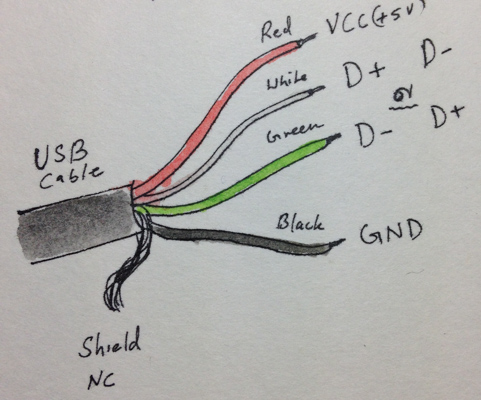 Red VCC(+5V)
White D+ D-
or
Green D- D+
USB
Cable
Black GND
Shield
NC